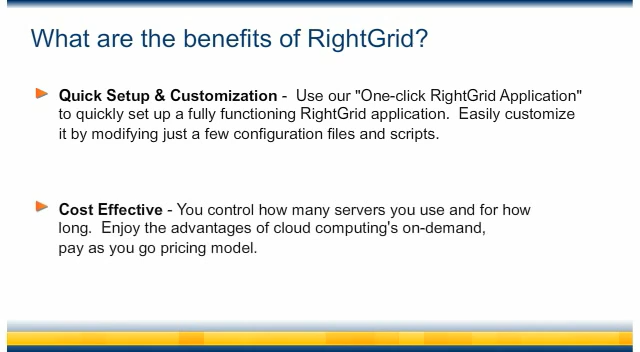 What are the benefits of RightGrid?
Quick Setup & Customization - Use our "One-click RightGrid Application"
to quickly set up a fully functioning RightGrid application. Easily customize
it by modifying just a few configuration files and scripts.
Cost Effective - You control how many servers you use and for how
long. Enjoy the advantages of cloud computing's on-demand,
pay as you go pricing model.